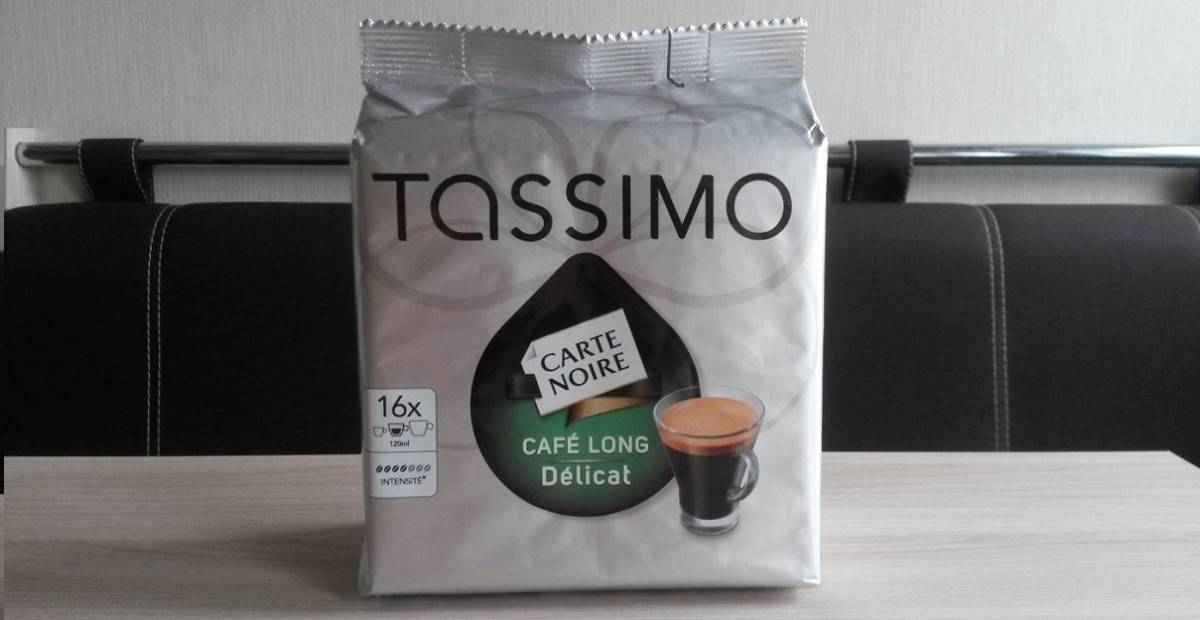 TASSIMO
CARTE
NOIRE
CAFÉ LONG
Délicat
16x
120ml
INTENSITÉ*